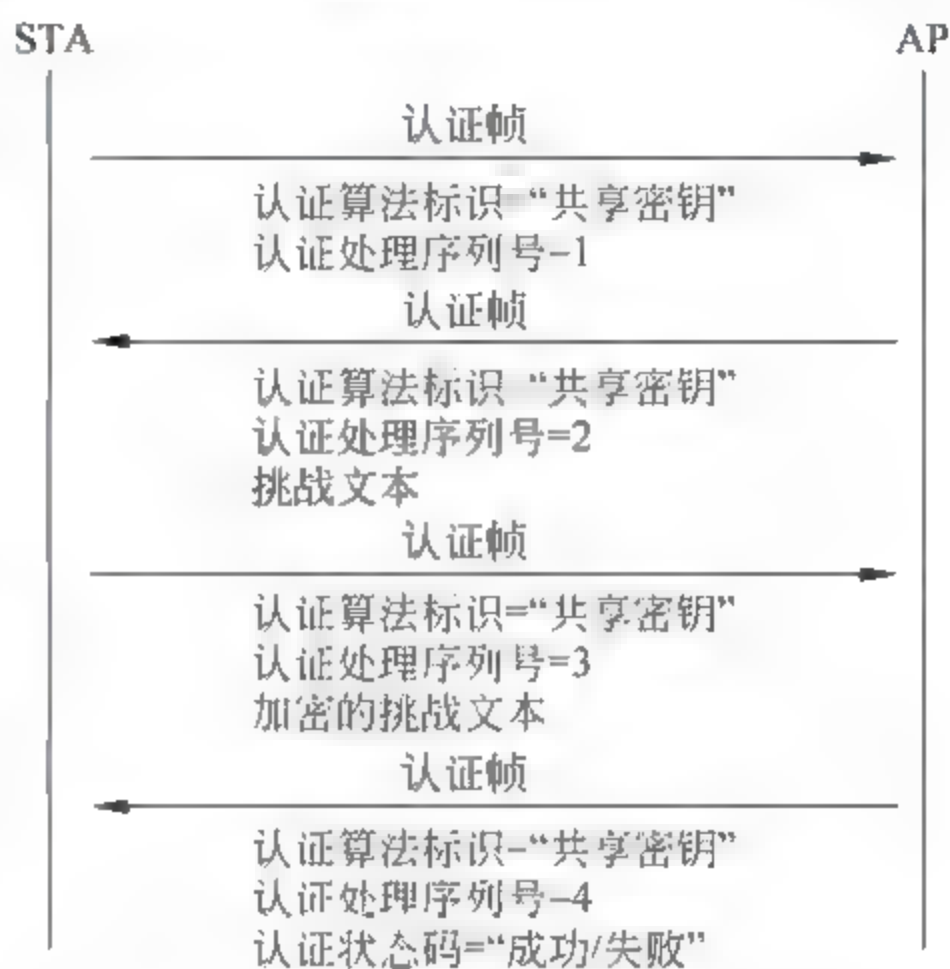 STA
AP
认证帧
认证算法标识=“共享密钥”
认证处理序列号-1
认证帧
认证算法标识 “共享密钥”
认证处理序列号=2
挑战文本
认证帧
认证算法标识=“共享密钥”
认证处理序列号=3
加密的挑战文本
认证帧
认证算法标识-“共享密钥”
认证处理序列号-4
认证状态码=“成功/失败”